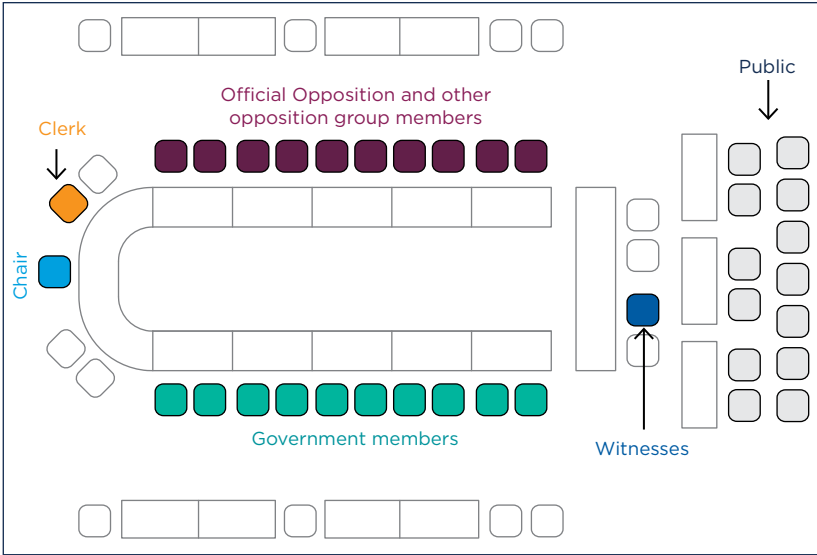 Public
Official Opposition and other
opposition group members
Clerk
Chair
Government members
Witnesses